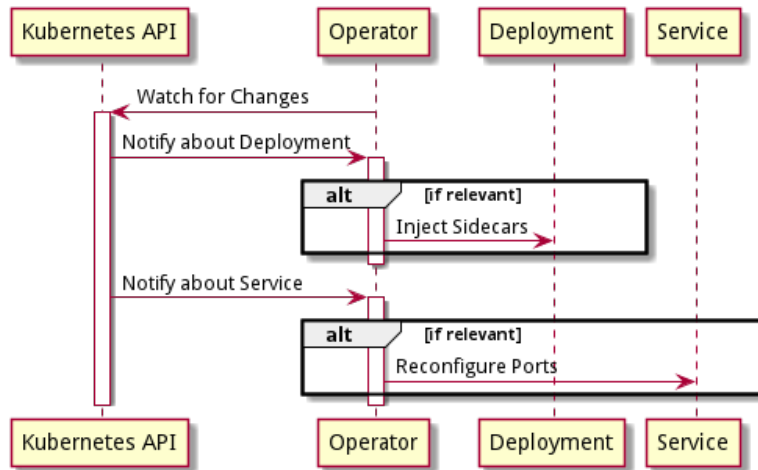 Kubernetes API Operator Deployment Service
Watch for Changes
Notify about Deployment
alt [if relevant]
Inject Sidecars
Notify about Service
alt [if relevant]
Reconfigure Ports
Kubernetes API Operator Deployment Service